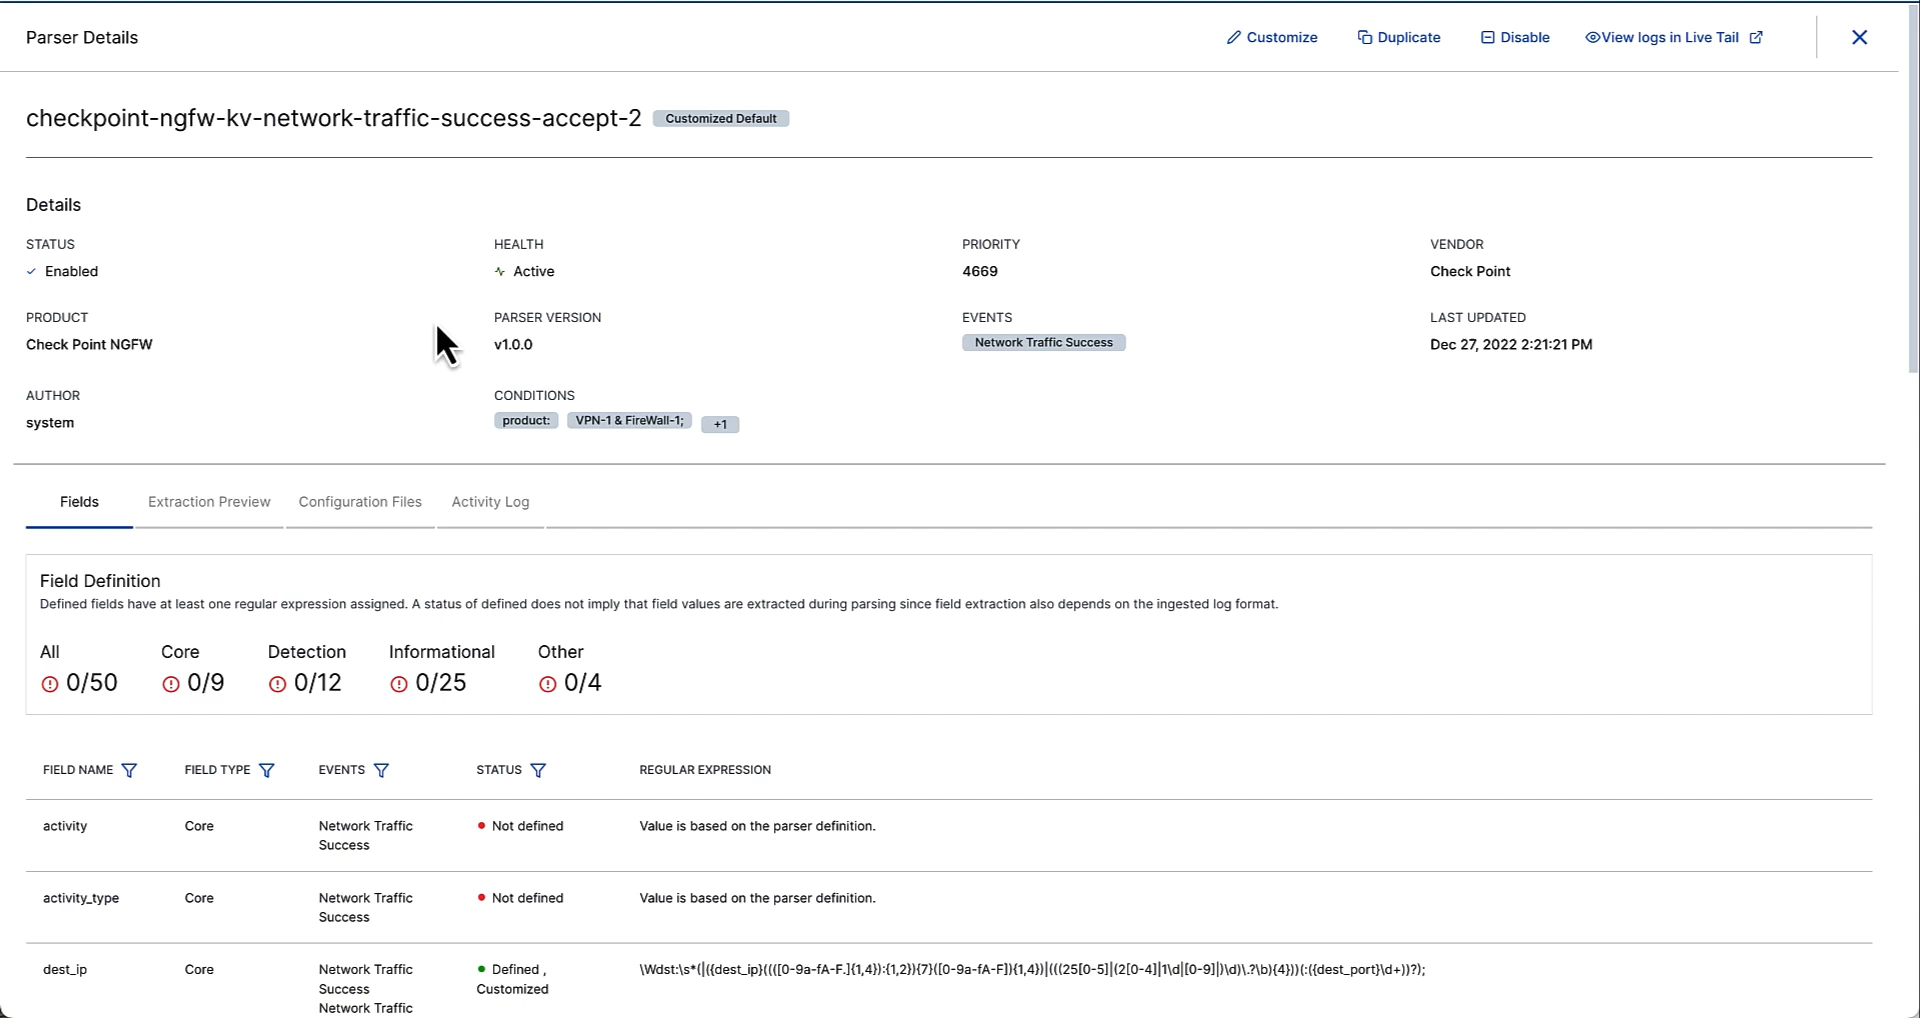 Parser Details
Customize Duplicate Disable View logs in Live Tail
checkpoint-ngfw-kv-network-traffic-success-accept-2 Customized Default
Details
STATUS HEALTH PRIORITY VENDOR
Enabled Active 4669 Check Point
PRODUCT PARSER VERSION EVENTS LAST UPDATED
Check Point NGFW v1.0.0 Network Traffic Success Dec 27, 2022 2:21:21 PM
AUTHOR CONDITIONS
system product: VPN-1 & FireWall-1; +1
Fields Extraction Preview Configuration Files Activity Log
Field Definition
Defined fields have at least one regular expression assigned. A status of defined does not imply that field values are extracted during parsing since field extraction also depends on the ingested log format.
All Core Detection Informational Other
0/50 0/9 0/12 0/25 0/4
FIELD NAME FIELD TYPE EVENTS STATUS REGULAR EXPRESSION
activity Core Network Traffic Not defined Value is based on the parser definition.
Success
activity_type Core Network Traffic Not defined Value is based on the parser definition.
Success
dest_ip Core Network Traffic Defined , \Wdst:\s*(|({dest_ip}((([0-9a-fA-F.]{1,4}):{1,2}){7}([0-9a-fA-F]){1,4})|(((25[0-5]|(2[0-4]|1\d|[0-9]|)\d)\.?\b){4}))(:({dest_port}\d+))?);
Success Customized
Network Traffic